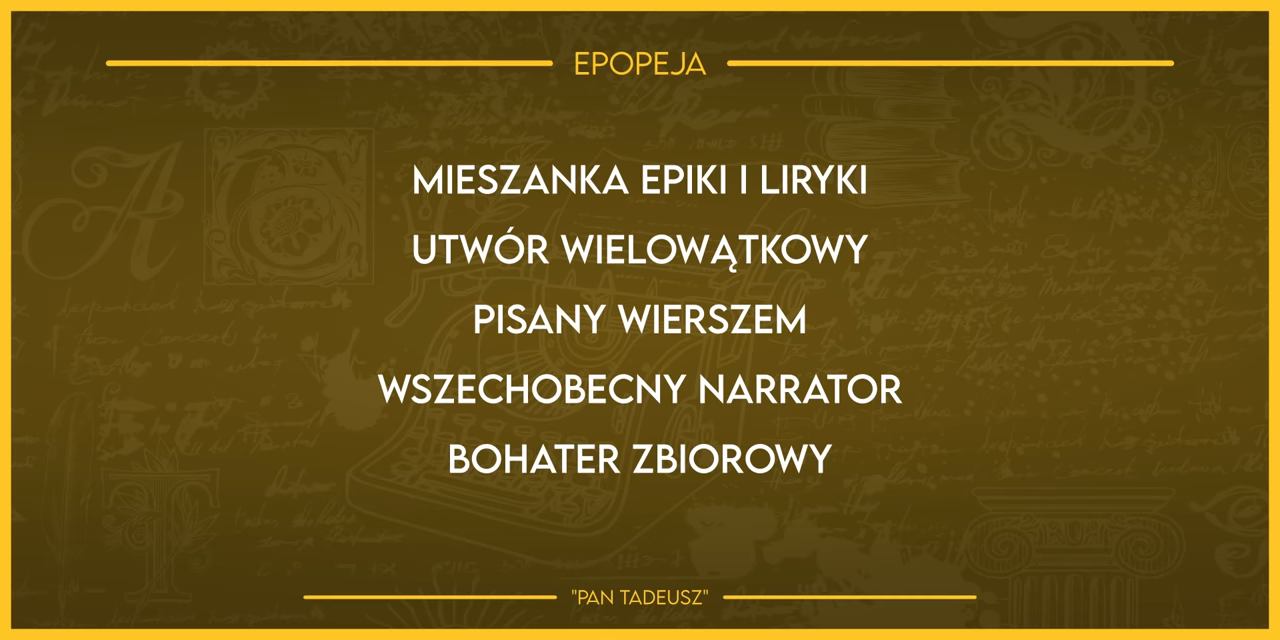 EPOPEJA
MIESZANKA EPIKI I LIRYKI
UTWÓR WIELOWĄTKOWY
PISANY WIERSZEM
WSZECHOBECNY NARRATOR
BOHATER ZBIOROWY
"PAN TADEUSZ"